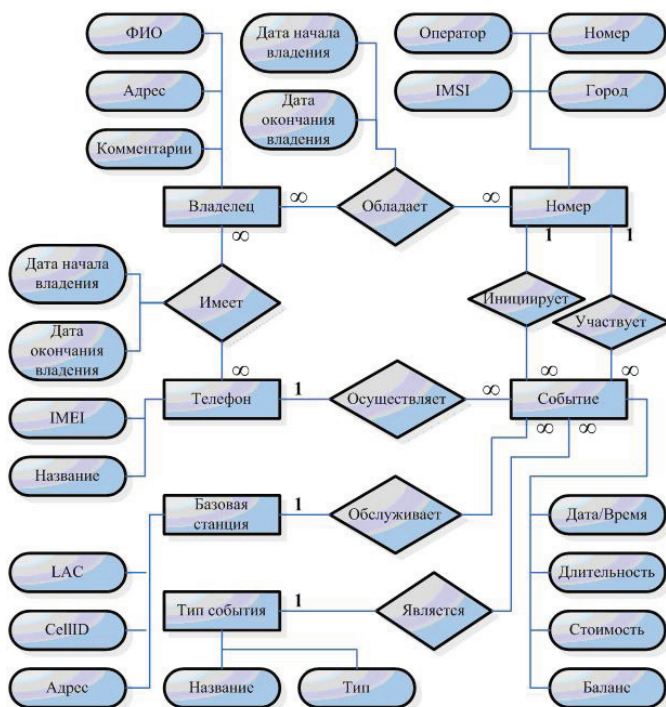 ФИО
Дата начала
владения
Оператор
Номер
Адрес
Дата
окончания
владения
IMSI
Город
Комментарии
Владелец
∞
Обладает
∞
Номер
∞
1
1
Дата начала
владения
Имеет
Инициирует
Участвует
Дата
окончания
владения
∞
∞
∞
Телефон
1
Осуществляет
∞
Событие
IMEI
∞
∞
Название
Базовая
станция
1
Обслуживает
Дата/Время
LAC
Длительность
Тип события
1
Является
CellID
Стоимость
Адрес
Название
Тип
Баланс